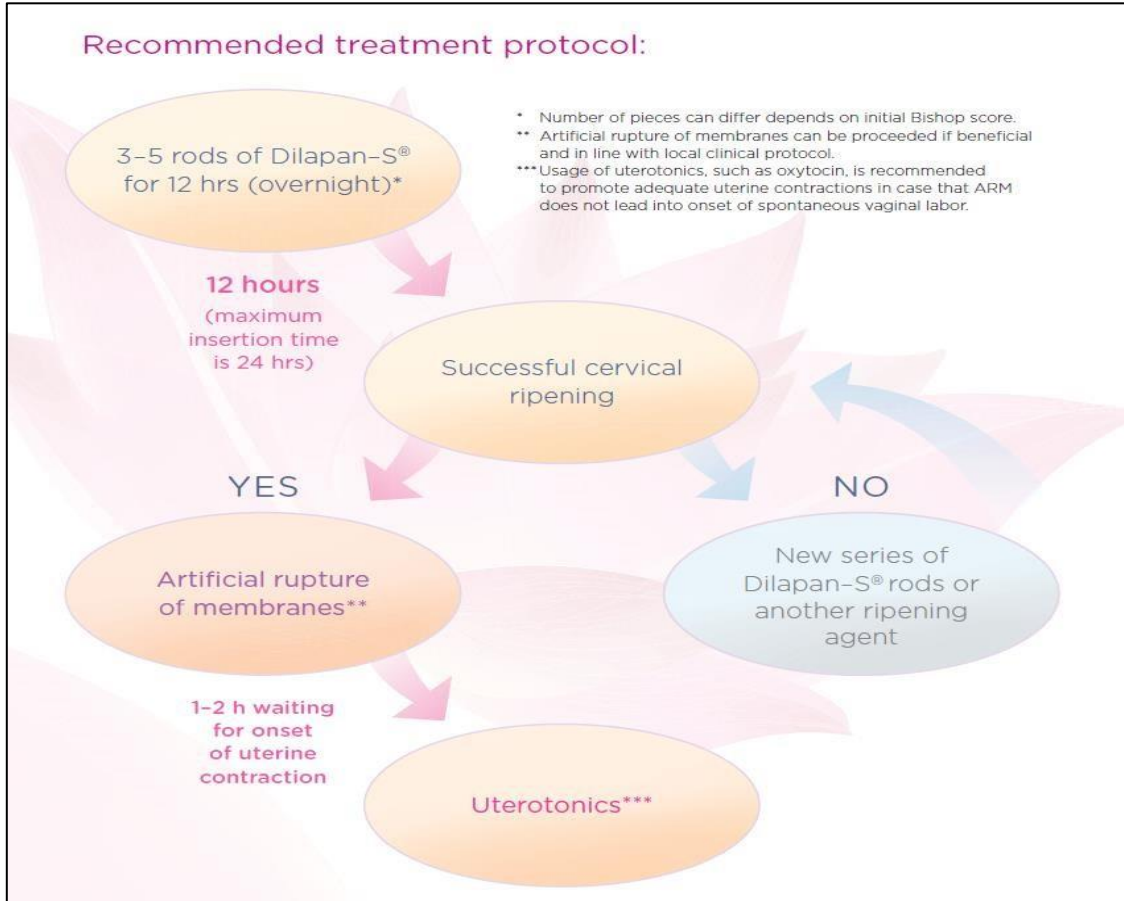 Recommended treatment protocol:
* Number of pieces can differ depends on initial Bishop score.
** Artificial rupture of membranes can be proceeded if beneficial
and in line with local clinical protocol.
*** Usage of uterotonics, such as oxytocin, is recommended
to promote adequate uterine contractions in case that ARM
does not lead into onset of spontaneous vaginal labor.
3–5 rods of Dilapan–S®
for 12 hrs (overnight)*
12 hours
(maximum
insertion time
is 24 hrs)
Successful cervical
ripening
YES
NO
Artificial rupture
of membranes**
New series of
Dilapan–S® rods or
another ripening
agent
1–2 h waiting
for onset
of uterine
contraction
Uterotonics***